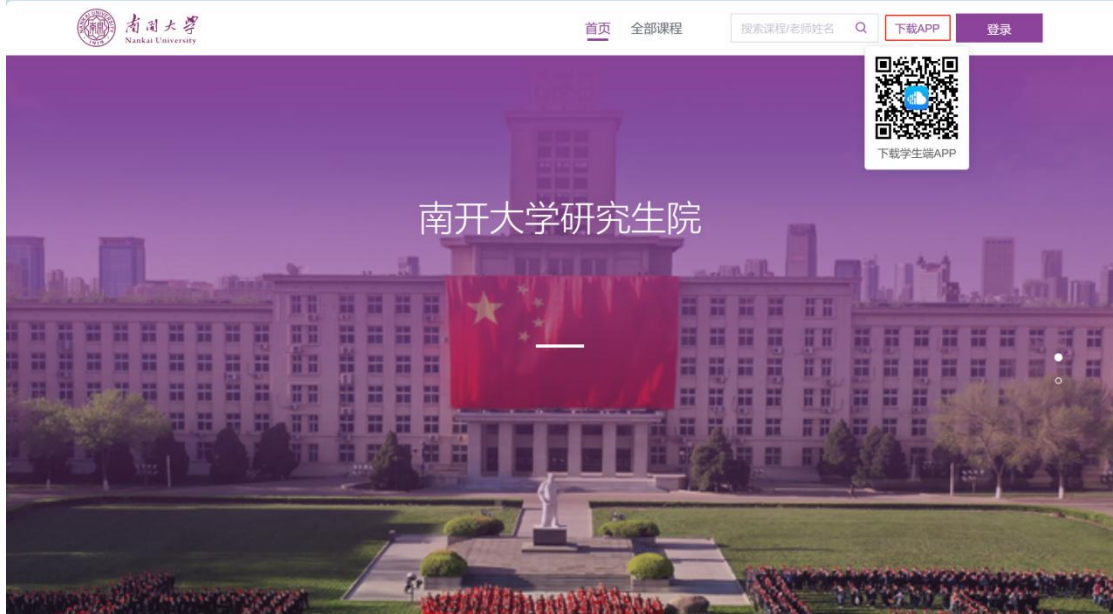 南开大学
Nankai University
首页
全部课程
搜索课程/老师姓名
下载APP
登录
下载学生端APP
南开大学研究生院